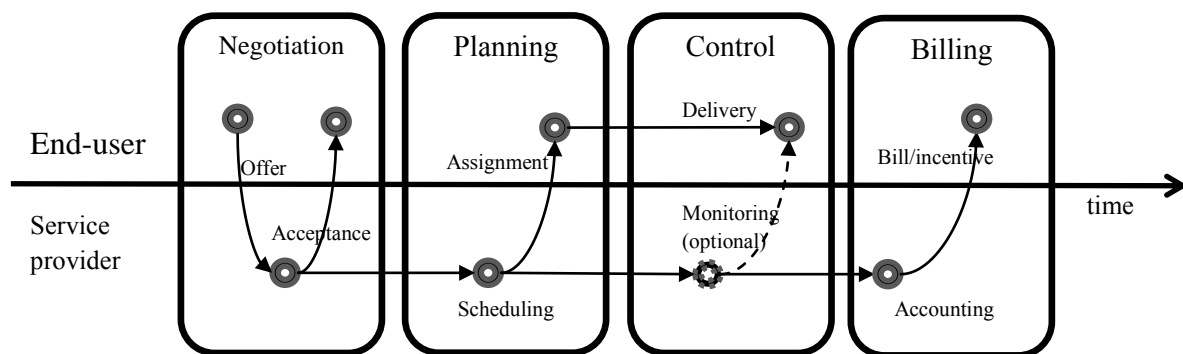 Negotiation
Planning
Control
Billing
Delivery
End-user
Offer
Assignment
Bill/incentive
time
Service
provider
Acceptance
Monitoring
(optional)
Scheduling
Accounting